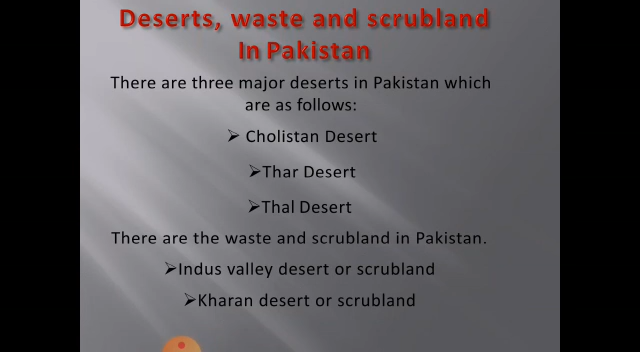 Deserts, waste and scrubland
In Pakistan
There are three major deserts in Pakistan which
are as follows:
➢ Cholistan Desert
➢Thar Desert
➢Thal Desert
There are the waste and scrubland in Pakistan.
➢Indus valley desert or scrubland
➢Kharan desert or scrubland